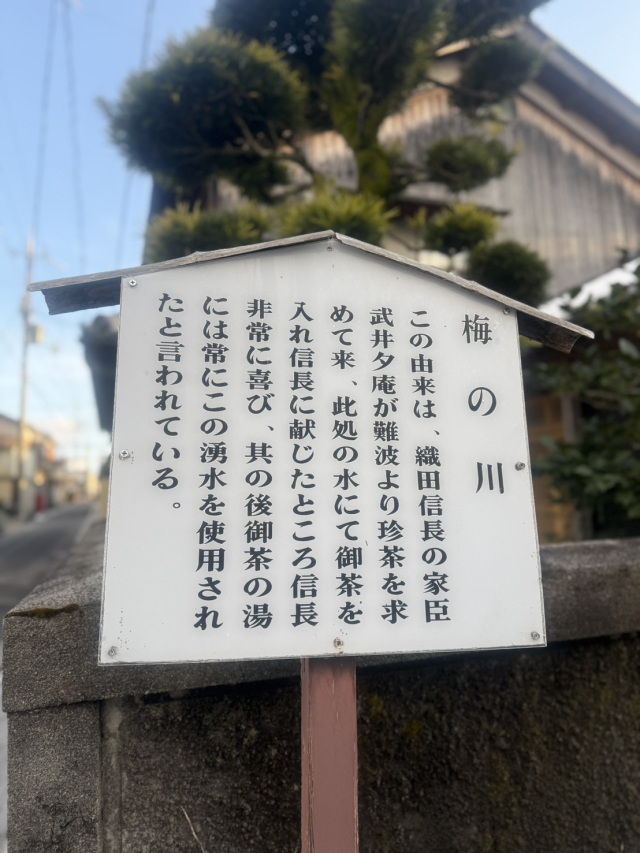 梅の川
この由来は、織田信長の家臣
武井夕庵が難波より珍茶を求
めて来、此処の水にて御茶を
入れ信長に献じたところ信長
非常に喜び、其の後御茶の湯
には常にこの湧水を使用され
たと言われている。